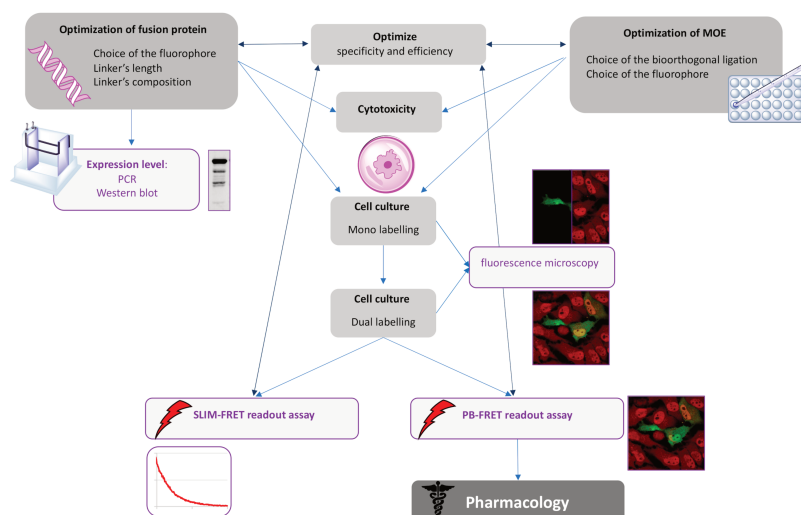 Optimization of fusion protein
Choice of the fluorophore
Linker's length
Linker's composition
Optimize
specificity and efficiency
Optimization of MOE
Choice of the bioorthogonal ligation
Choice of the fluorophore
Cytotoxicity
Expression level:
PCR
Western blot
Cell culture
Mono labelling
fluorescence microscopy
Cell culture
Dual labelling
SLIM-FRET readout assay
PB-FRET readout assay
Pharmacology